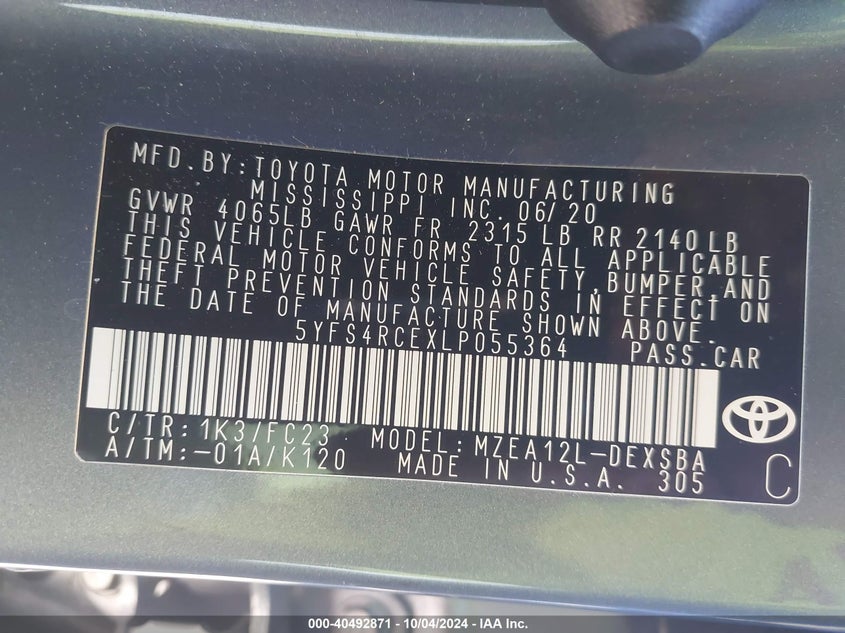 MFD.BY:TOYOTA MOTOR MANUFACTURING
MISSISSIPPI INC. 06/20
GVWR 4065LB GAWR FR 2315 LB RR 2140 LB
THIS VEHICLE CONFORMS TO ALL APPLICABLE
FEDERAL MOTOR VEHICLE SAFETY, BUMPER, AND
THEFT PREVENTION STANDARDS IN EFFECT ON
THE DATE OF MANUFACTURE SHOWN ABOVE.
5YFS4RCEXLP055364 PASS.CAR
C/TR: 1K3/FC23 MODEL: MZEA12L-DEXSBA
A/TM:-01A/K120 MADE IN U.S.A. 305
C
000-40492871 - 10/04/2024 - IAA Inc.